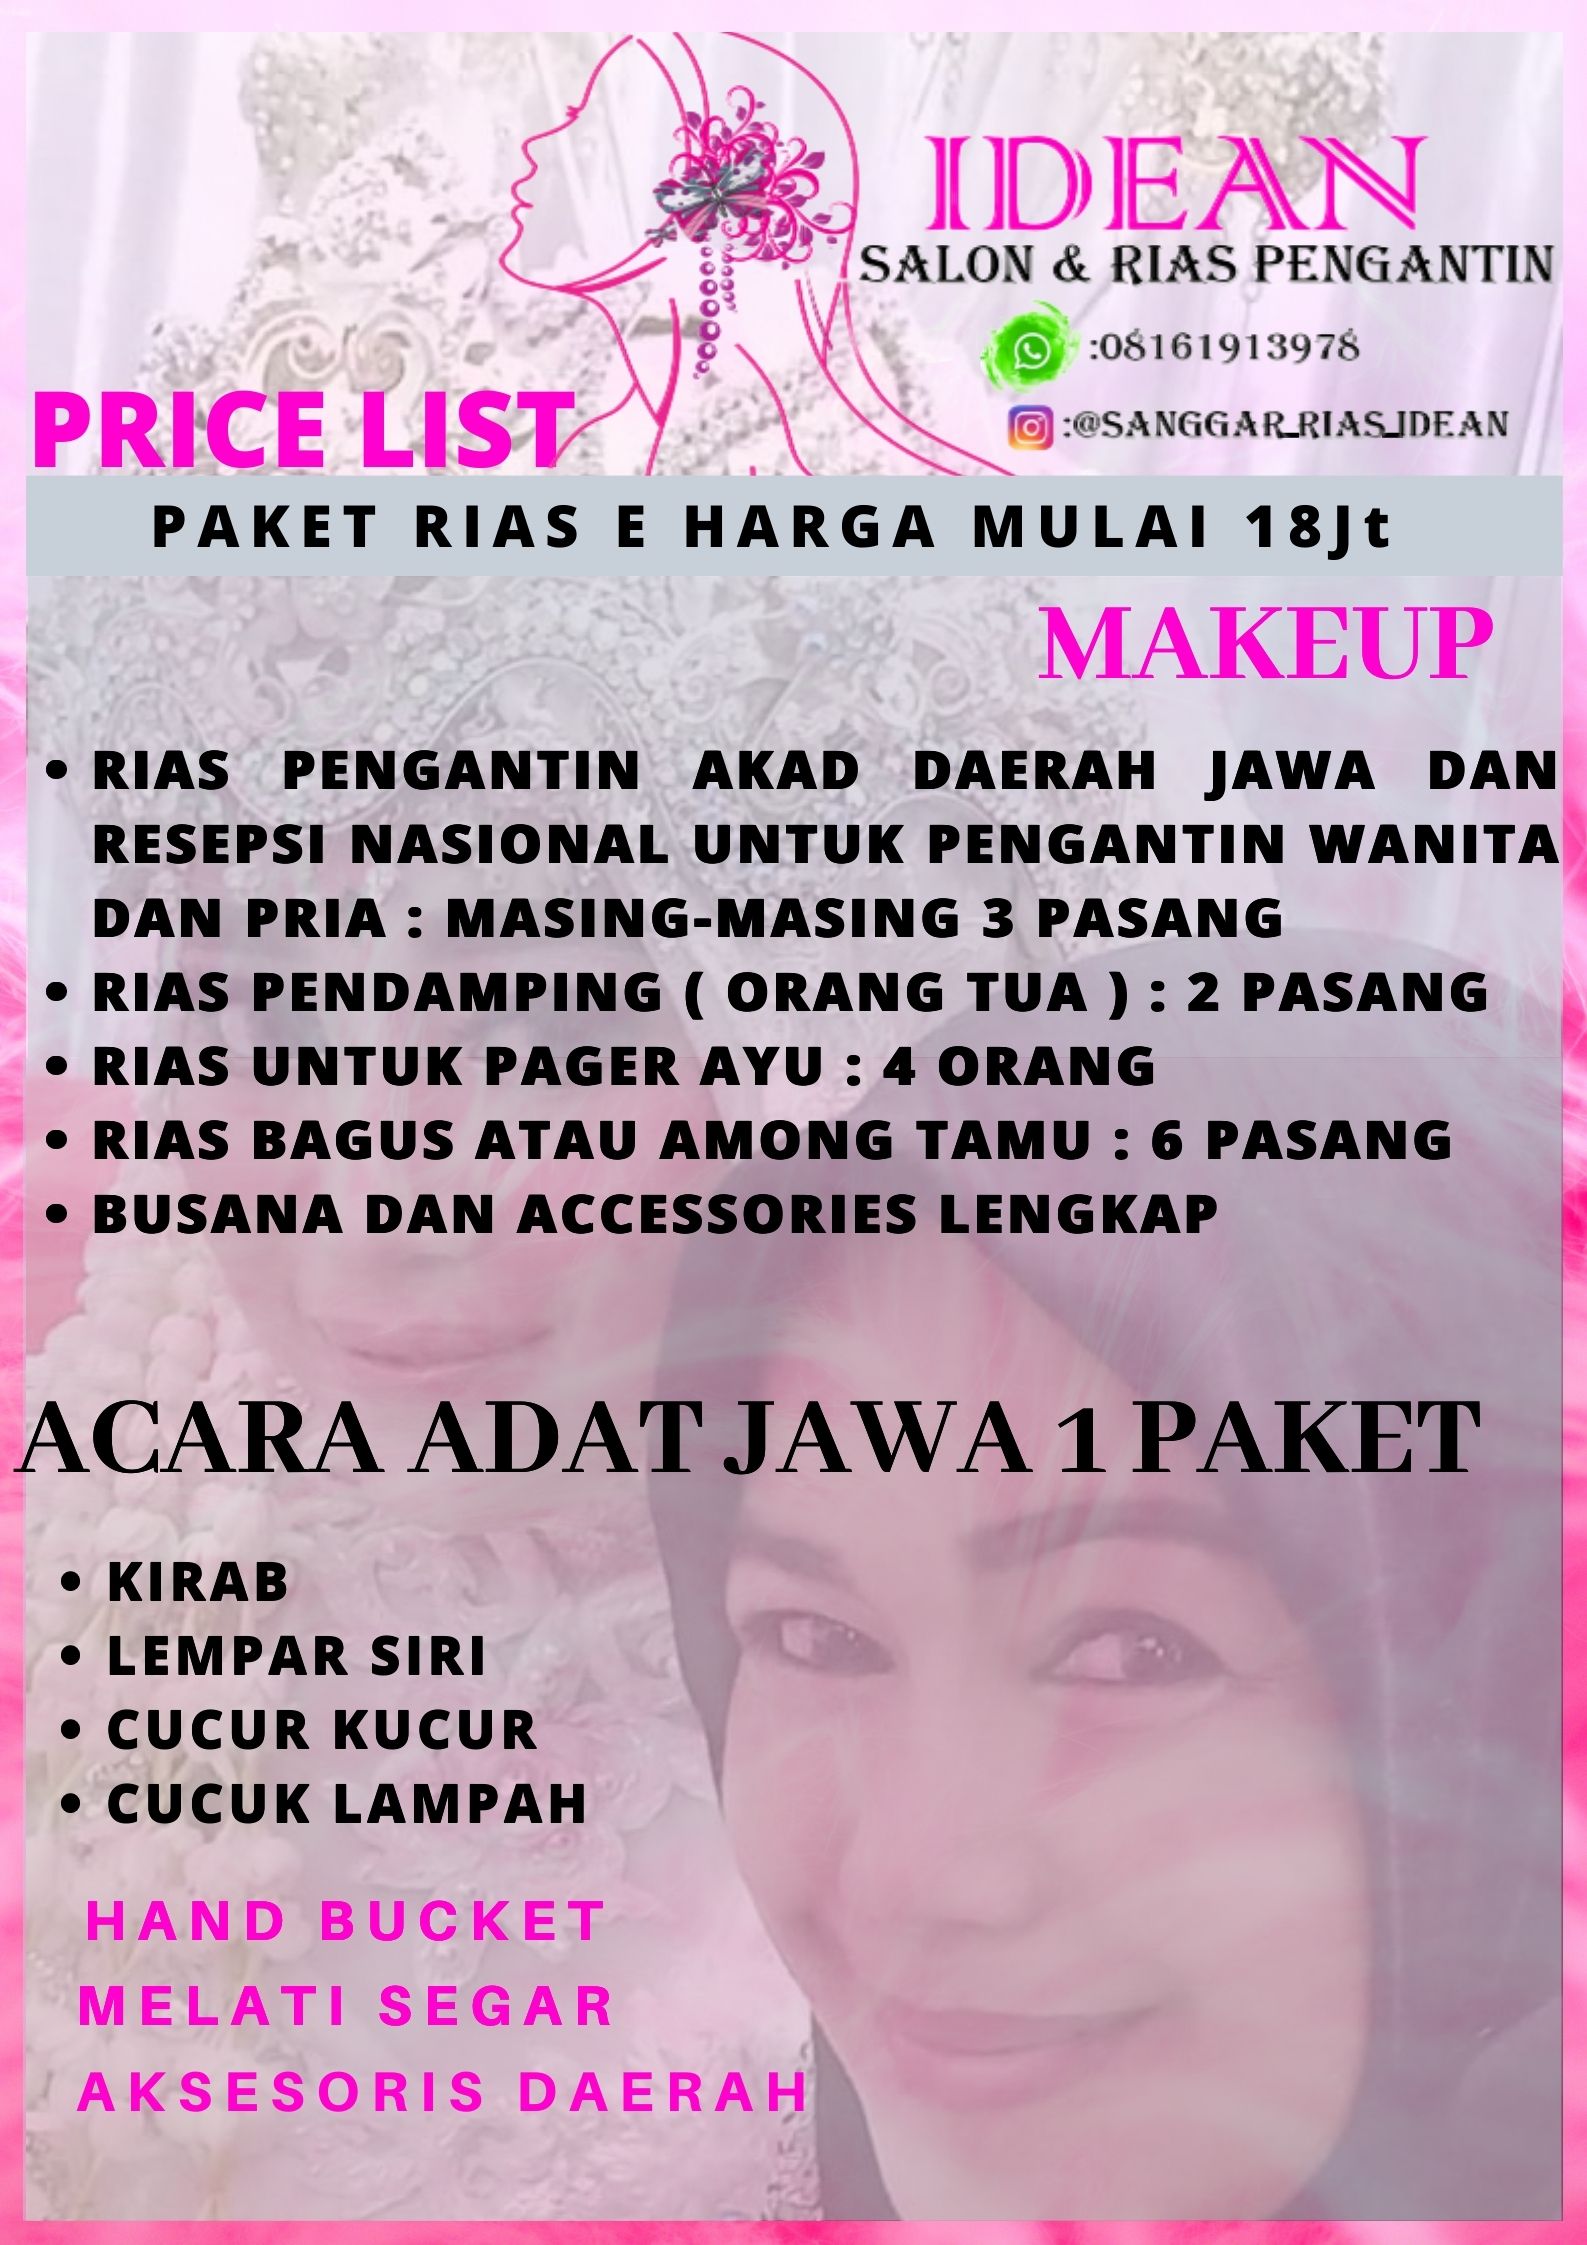 IDEAN
SALON & RIAS PENGANTIN
:08161913978
:@SANGGAR_RIAS_IDEAN
PRICE LIST
PAKET RIAS E HARGA MULAI 18Jt
MAKEUP
• RIAS PENGANTIN AKAD DAERAH JAWA DAN
RESEPSI NASIONAL UNTUK PENGANTIN WANITA
DAN PRIA : MASING-MASING 3 PASANG
• RIAS PENDAMPING ( ORANG TUA ) : 2 PASANG
• RIAS UNTUK PAGER AYU : 4 ORANG
• RIAS BAGUS ATAU AMONG TAMU : 6 PASANG
• BUSANA DAN ACCESSORIES LENGKAP
ACARA ADAT JAWA 1 PAKET
• KIRAB
• LEMPAR SIRI
• CUCUR KUCUR
• CUCUK LAMPAH
HAND BUCKET
MELATI SEGAR
AKSESORIS DAERAH